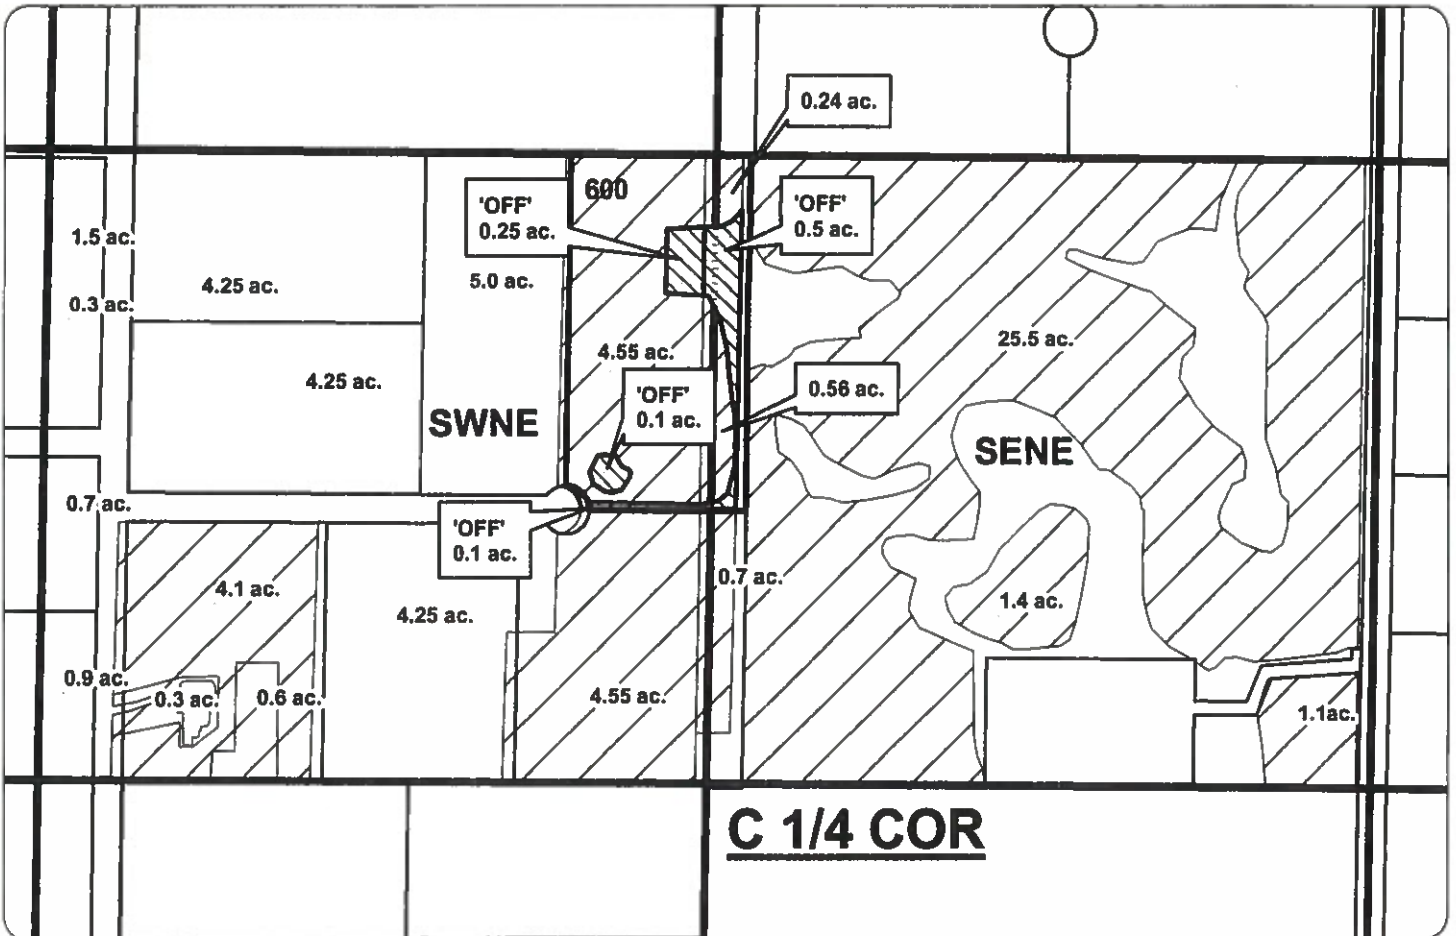 0.24 ac.
600
'OFF'
0.25 ac.
'OFF'
0.5 ac.
1.5 ac.
4.25 ac.
5.0 ac.
0.3 ac.
25.5 ac.
4.55 ac.
4.25 ac.
'OFF'
0.1 ac.
0.56 ac.
SWNE
SENE
0.7 ac.
'OFF'
0.1 ac.
0.7 ac.
4.1 ac.
4.25 ac.
1.4 ac.
0.9 ac.
0.3 ac.
0.6 ac.
4.55 ac.
1.1ac.
C 1/4 COR